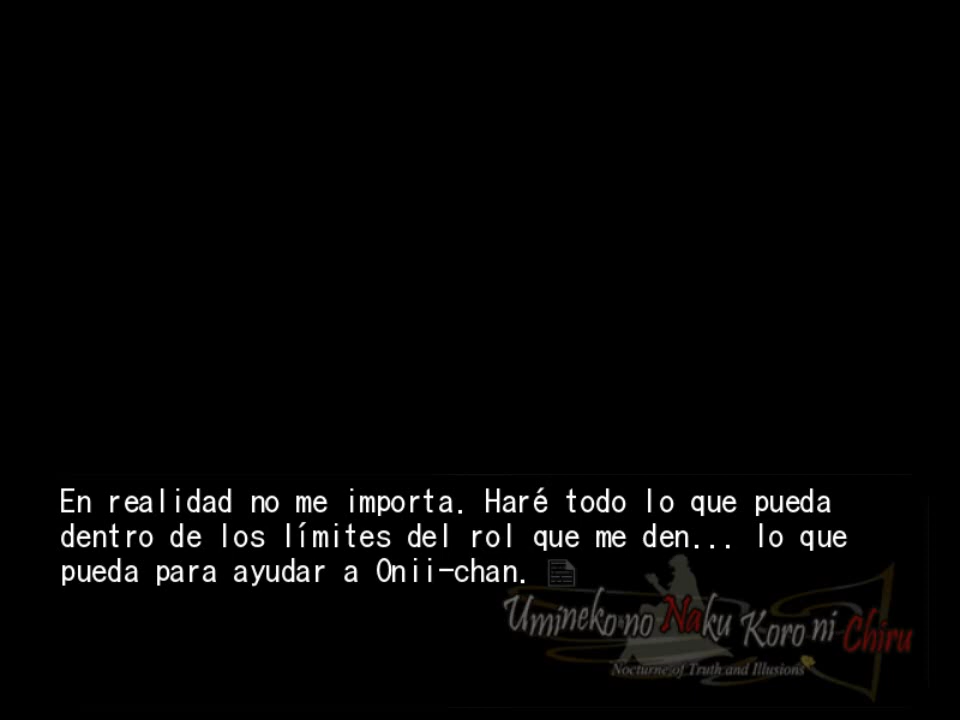 En realidad no me importa. Haré todo lo que pueda
dentro de los límites del rol que me den... lo que
pueda para ayudar a Onii-chan.
Umineko no Naku Koro ni Chiru
Nocturne of Truth and Illusions